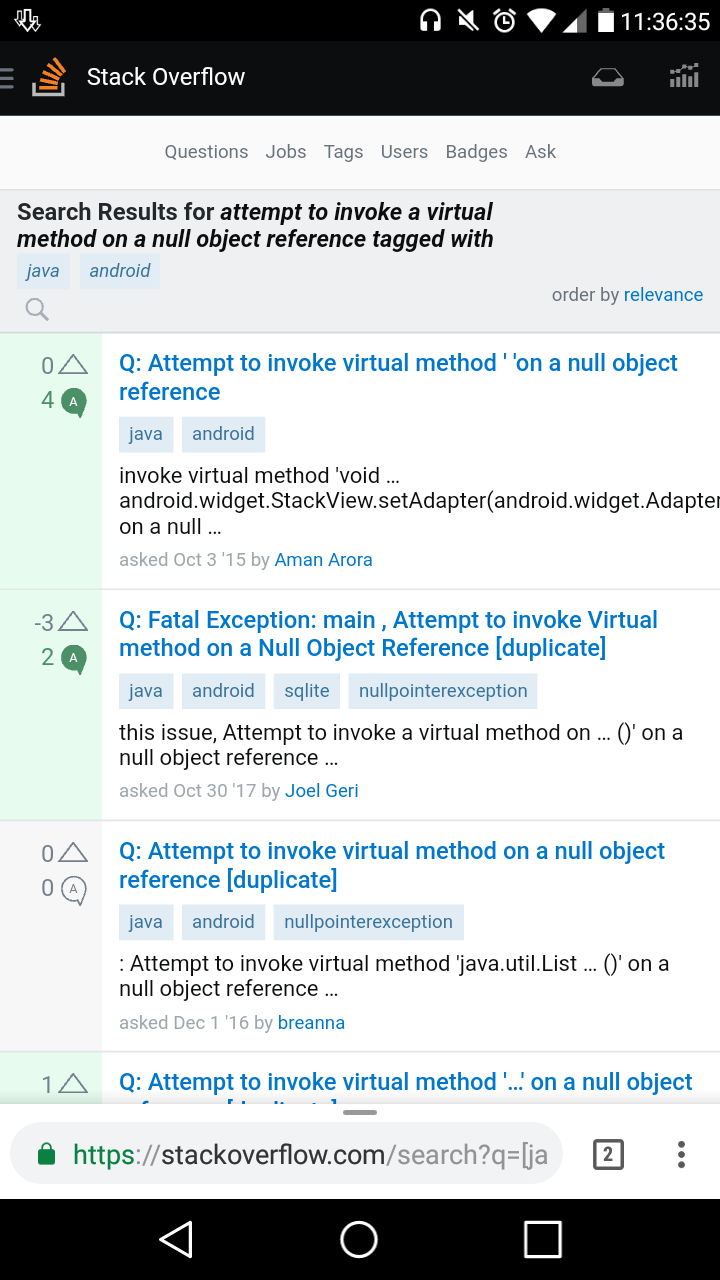 11:36:35
Stack Overflow
Questions Jobs Tags Users Badges Ask
Search Results for attempt to invoke a virtual
method on a null object reference tagged with
java android
order by relevance
0
4 A
Q: Attempt to invoke virtual method ' 'on a null object
reference
java android
invoke virtual method 'void …
android.widget.StackView.setAdapter(android.widget.Adapter
on a null …
asked Oct 3 '15 by Aman Arora
-3
2 A
Q: Fatal Exception: main , Attempt to invoke Virtual
method on a Null Object Reference [duplicate]
java android sqlite nullpointerexception
this issue, Attempt to invoke a virtual method on … ()' on a
null object reference …
asked Oct 30 '17 by Joel Geri
0
0 A
Q: Attempt to invoke virtual method on a null object
reference [duplicate]
java android nullpointerexception
: Attempt to invoke virtual method 'java.util.List … ()' on a
null object reference …
asked Dec 1 '16 by breanna
1
Q: Attempt to invoke virtual method '…' on a null object
https://stackoverflow.com/search?q=[ja
2